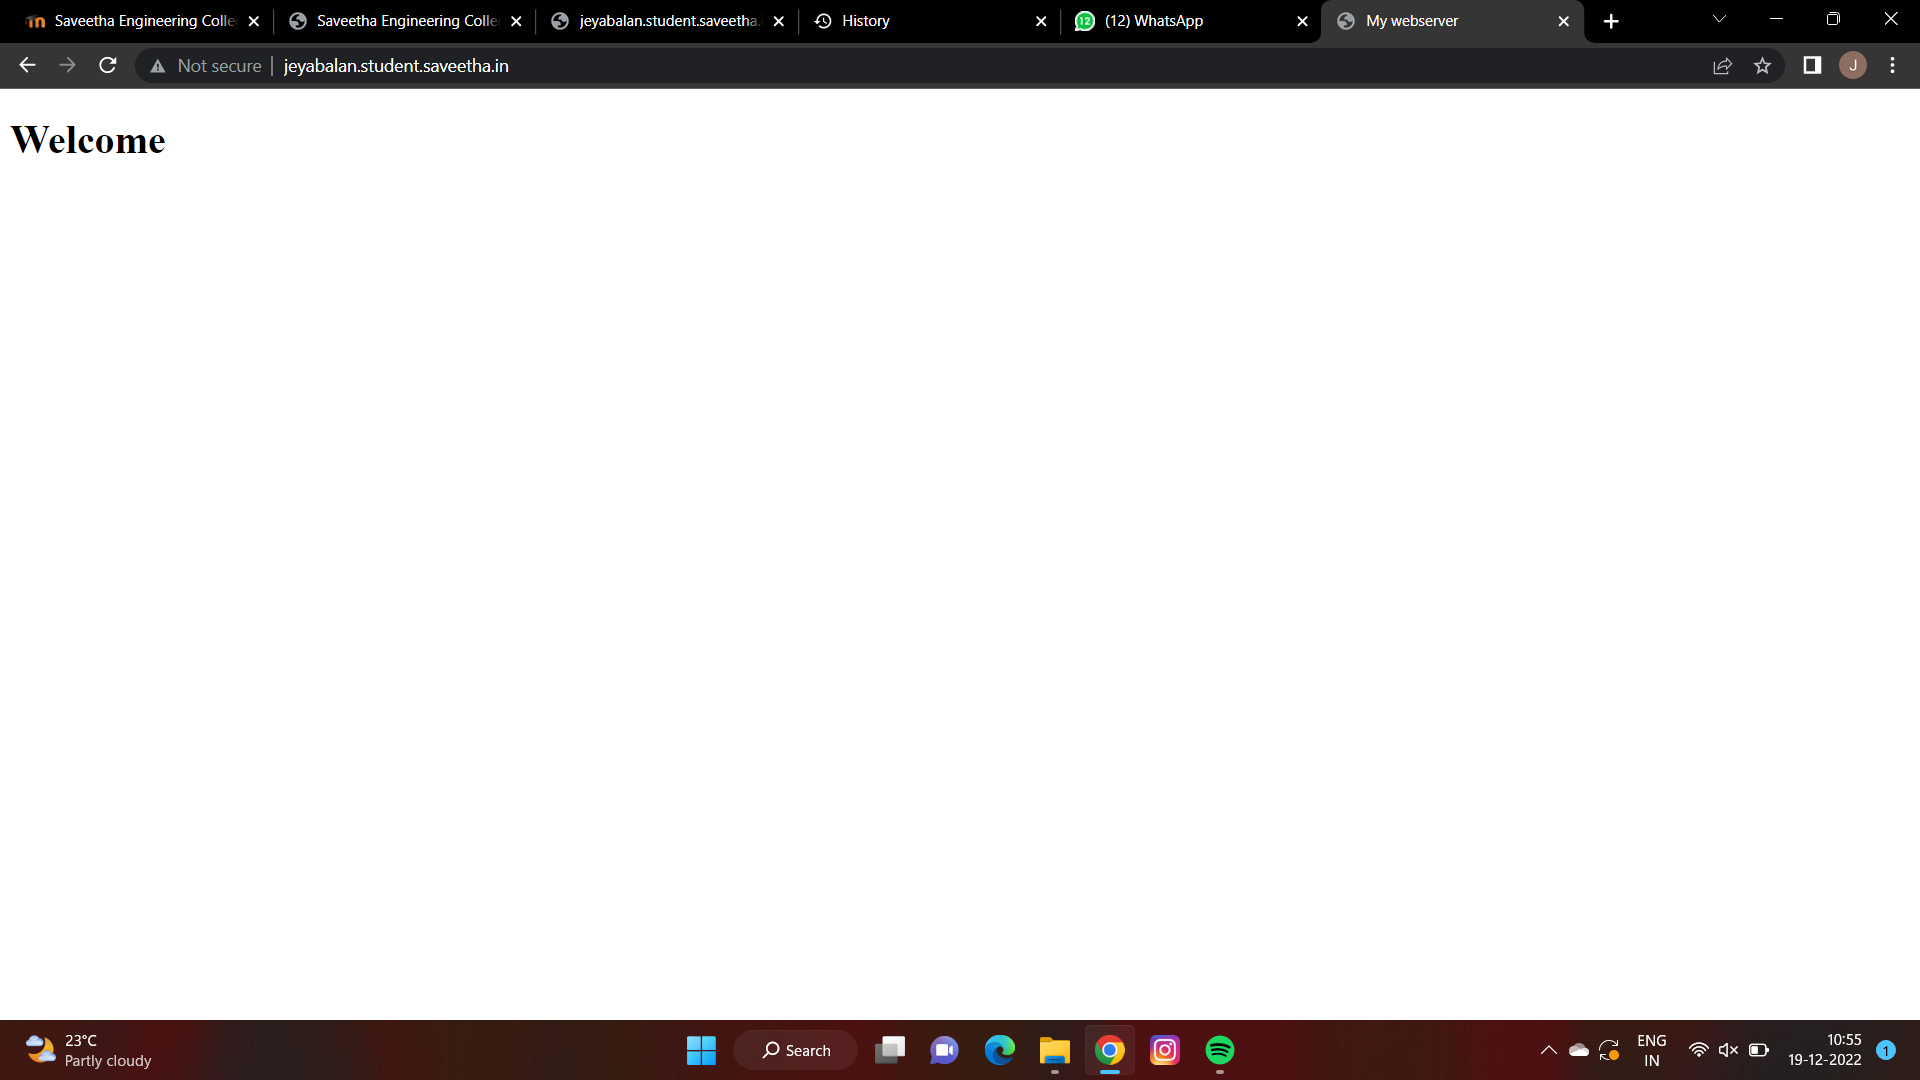 Saveetha Engineering Colle
Saveetha Engineering Colle
jeyabalan.student.saveetha.
History
(12) WhatsApp
My webserver
Not secure
jeyabalan.student.saveetha.in
J
Welcome
23°C
Partly cloudy
Search
ENG
IN
10:55
19-12-2022
1